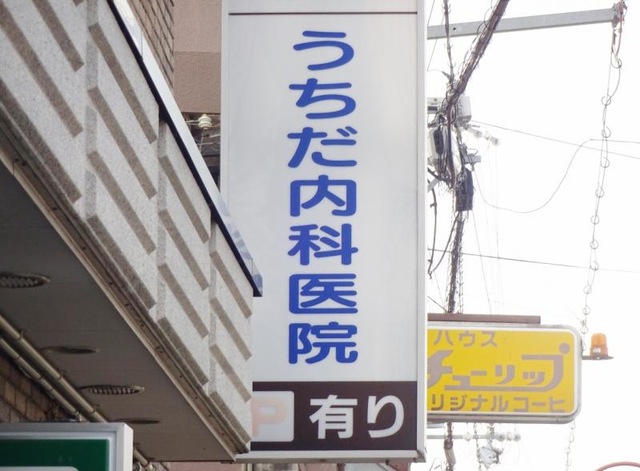 うちだ内科医院
P 有り
ハウス
チューリップ
リジナルコーヒ